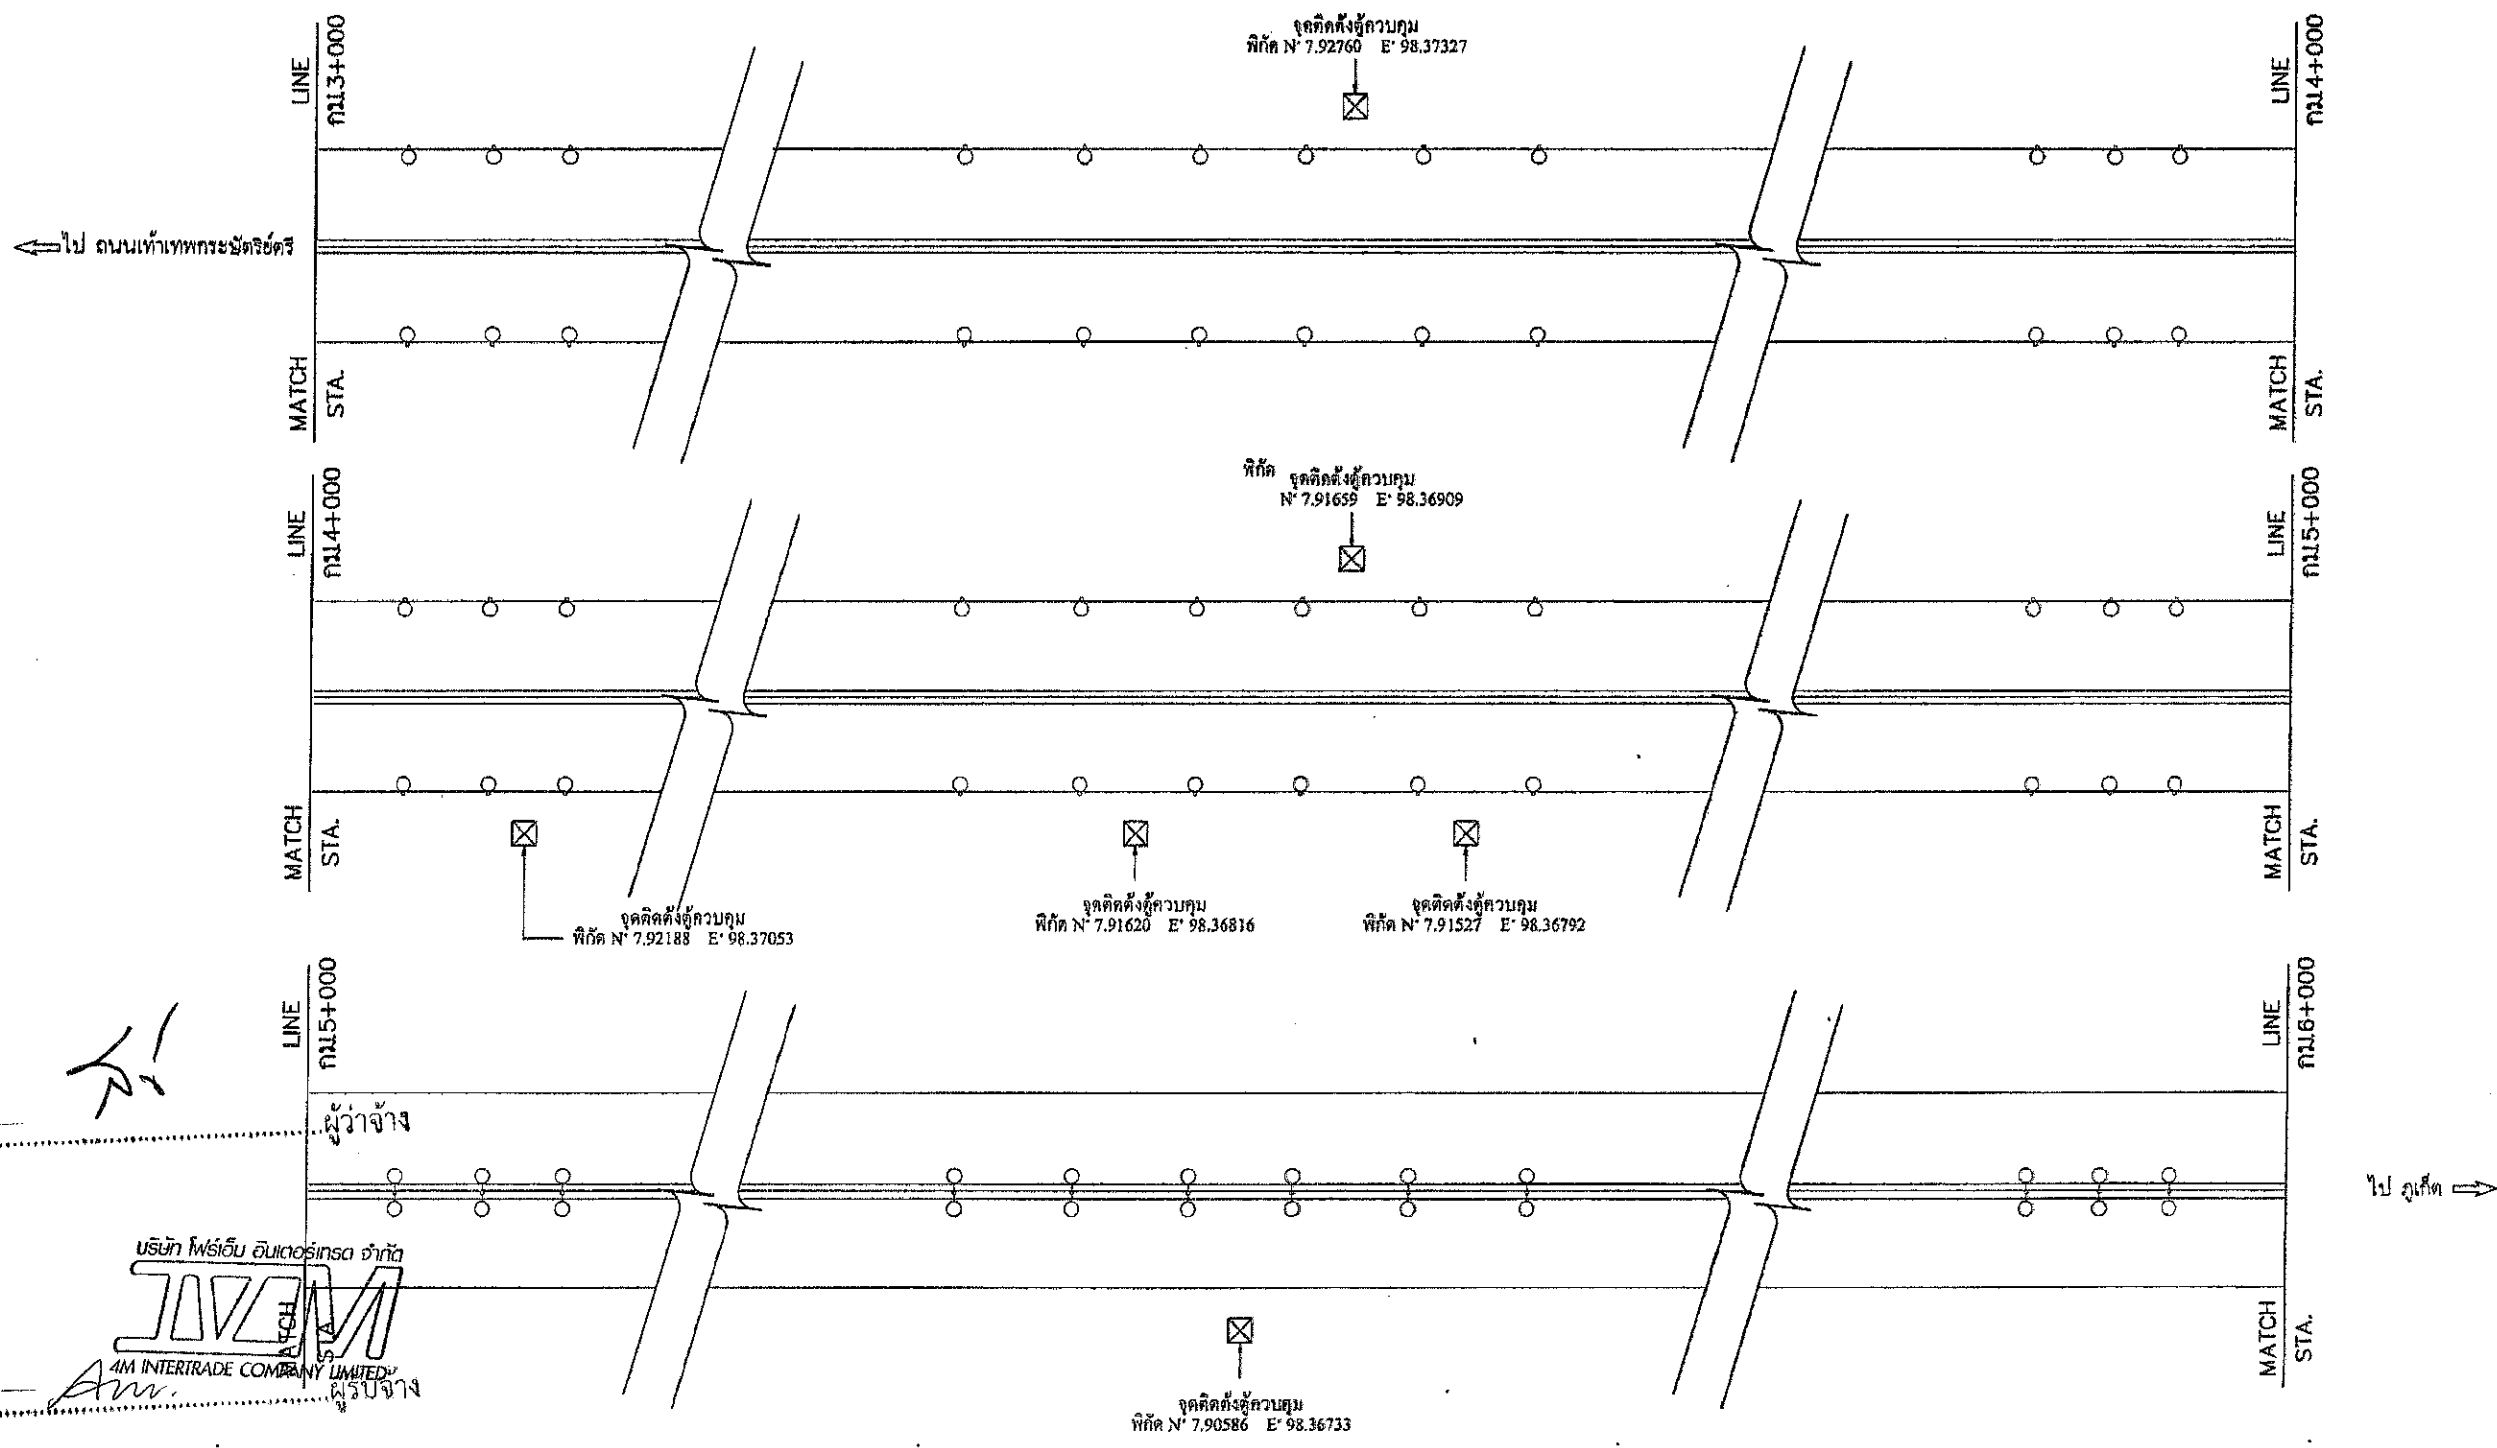 จุดติดตั้งตู้ควบคุม
พิกัด N° 7.92760 E° 98.37327
LINE
กม.3+000
LINE
กม.4+000
ไป ถนนเท้าเทพกระษัตริย์ตรี
MATCH
STA.
MATCH
STA.
พิกัด จุดติดตั้งตู้ควบคุม
N° 7.91659 E° 98.36909
LINE
กม.4+000
LINE
กม.5+000
MATCH
STA.
MATCH
STA.
จุดติดตั้งตู้ควบคุม
พิกัด N° 7.92188 E° 98.37053
จุดติดตั้งตู้ควบคุม
พิกัด N° 7.91620 E° 98.36816
จุดติดตั้งตู้ควบคุม
พิกัด N° 7.91527 E° 98.36792
LINE
กม.5+000
LINE
กม.6+000
ผู้ว่าจ้าง
ไป ภูเก็ต
บริษัท โฟร์เอ็ม อินเตอร์เทรด จำกัด
IVM
MATCH
STA.
4M INTERTRADE COMPANY LIMITED
ผู้รับจ้าง
MATCH
STA.
จุดติดตั้งตู้ควบคุม
พิกัด N° 7.90586 E° 98.36733